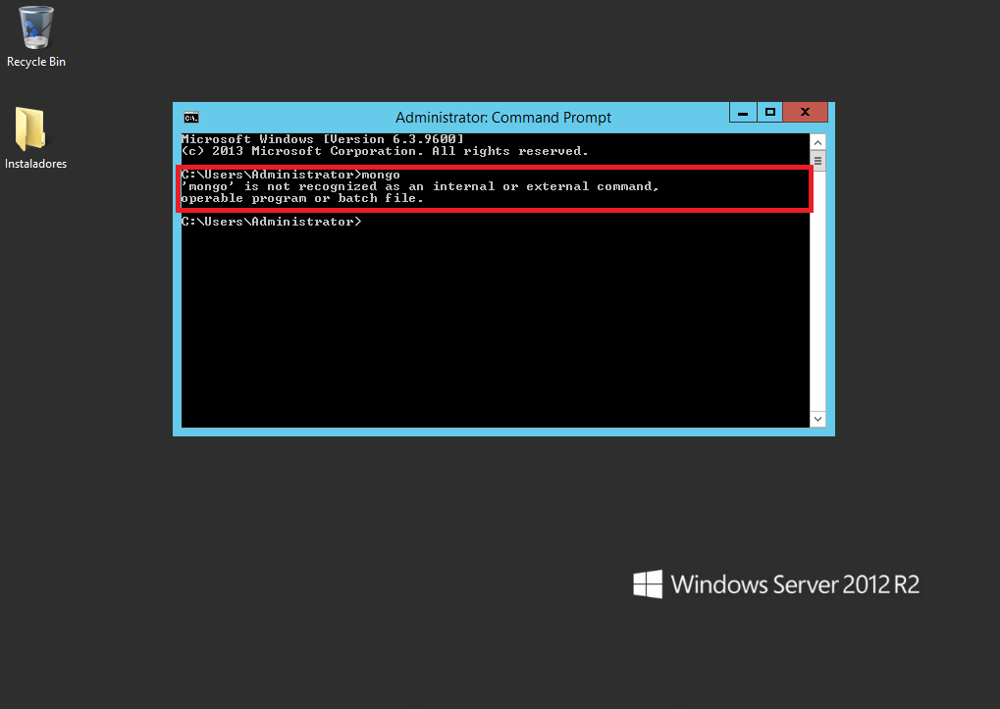 Recycle Bin
Instaladores
Administrator: Command Prompt
Microsoft Windows [Version 6.3.9600]
(c) 2013 Microsoft Corporation. All rights reserved.
C:\Users\Administrator>mongo
'mongo' is not recognized as an internal or external command,
operable program or batch file.
C:\Users\Administrator>
Windows Server 2012 R2